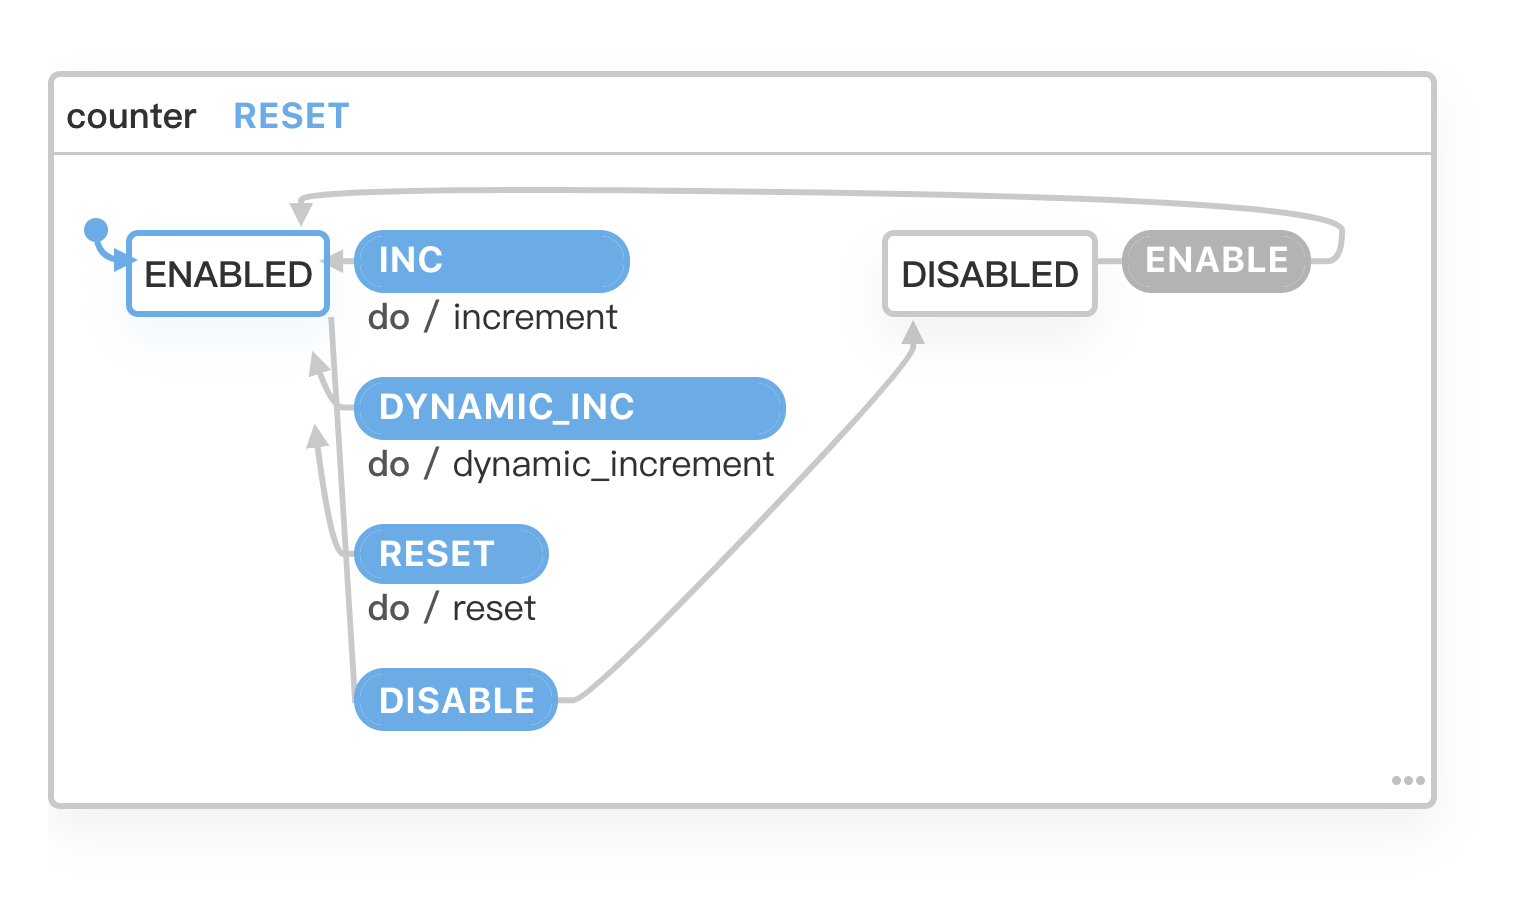 counter RESET
ENABLED
INC
do / increment
DYNAMIC_INC
do / dynamic_increment
RESET
do / reset
DISABLE
DISABLED
ENABLE